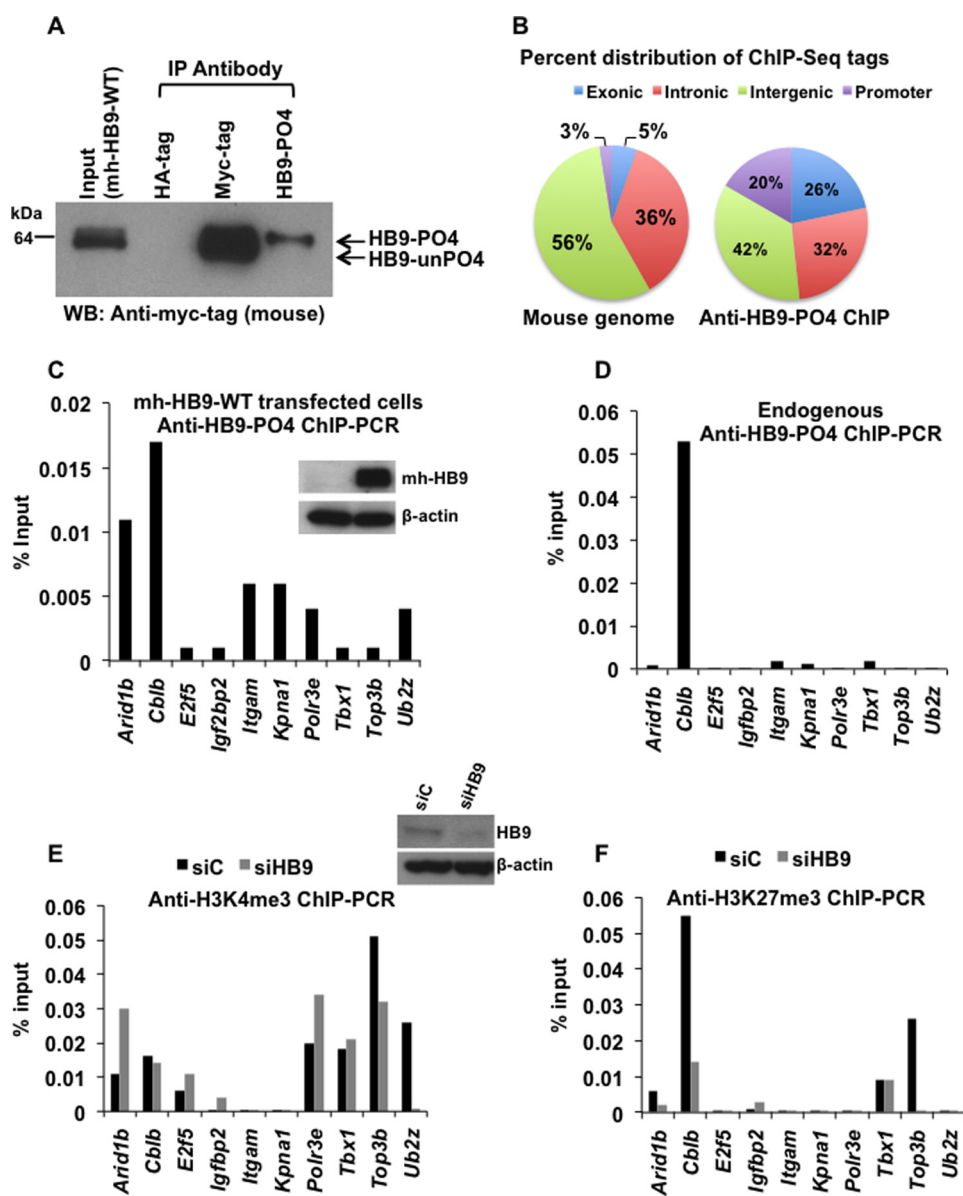 A
IP Antibody
Input
(mh-HB9-WT)
HA-tag
Myc-tag
HB9-PO4
kDa
64
HB9-PO4
HB9-unPO4
WB: Anti-myc-tag (mouse)
B
Percent distribution of ChIP-Seq tags
Exonic Intronic Intergenic Promoter
3%
5%
36%
56%
Mouse genome
20%
26%
42%
32%
Anti-HB9-PO4 ChIP
C
mh-HB9-WT transfected cells
Anti-HB9-PO4 ChIP-PCR
mh-HB9
β-actin
% Input
0.02
0.015
0.01
0.005
0
Arid1b
Cblb
E2f5
Igf2bp2
Itgam
Kpna1
Polr3e
Tbx1
Top3b
Ub2z
D
Endogenous
Anti-HB9-PO4 ChIP-PCR
% input
0.06
0.05
0.04
0.03
0.02
0.01
0
Arid1b
Cblb
E2f5
Igfbp2
Itgam
Kpna1
Polr3e
Tbx1
Top3b
Ub2z
siC
siHB9
HB9
β-actin
E
siC siHB9
Anti-H3K4me3 ChIP-PCR
% input
0.06
0.05
0.04
0.03
0.02
0.01
0
Arid1b
Cblb
E2f5
Igfbp2
Itgam
Kpna1
Polr3e
Tbx1
Top3b
Ub2z
F
siC siHB9
Anti-H3K27me3 ChIP-PCR
% input
0.06
0.05
0.04
0.03
0.02
0.01
0
Arid1b
Cblb
E2f5
Igfbp2
Itgam
Kpna1
Polr3e
Tbx1
Top3b
Ub2z